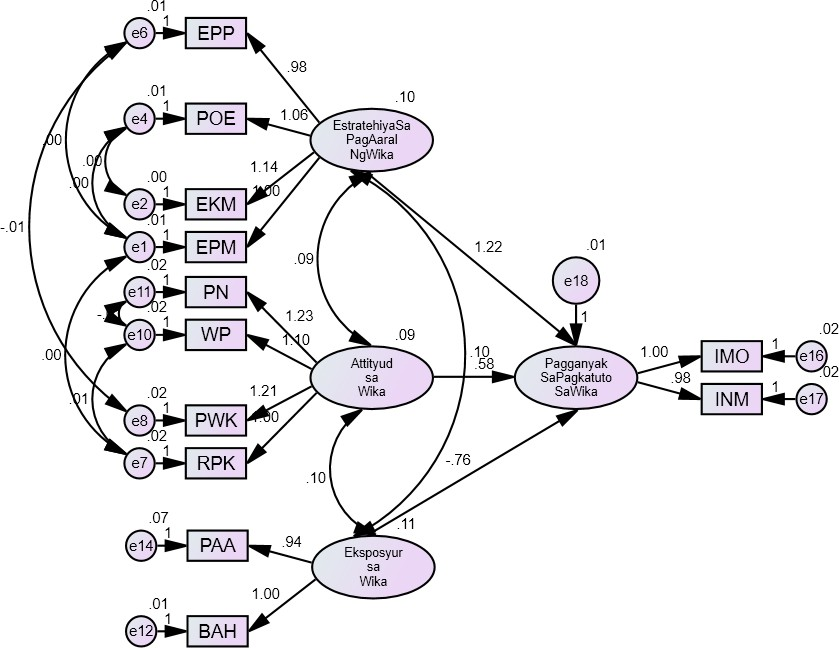 .01
e6
1
EPP
.98
.01
e4
1
POE
1.06
.10
EstratehiyaSa
PagAaral
NgWika
.00
.00
.00
1.14
.00
e2
1
EKM
1.00
.01
e1
1
EPM
-.01
.09
1.22
.01
e18
1
.02
e11
1
PN
1.23
.02
e10
1
WP
1.10
.09
Attityud
sa
Wika
.10
.58
Pagganyak
SaPagkatuto
SaWika
1.00
IMO
1
.02
e16
.98
INM
1
.02
e17
.00
.01
1.21
.02
e8
1
PWK
1.00
.02
e7
1
RPK
.10
-.76
.11
.07
e14
1
PAA
.94
Eksposyur
sa
Wika
.01
e12
1
BAH
1.00